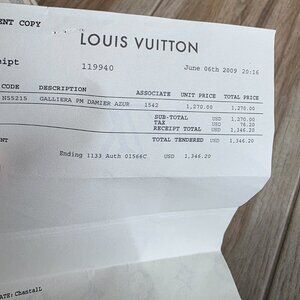 ENT COPY
LOUIS VUITTON
eipt 119940 June 06th 2009 20:16
CODE DESCRIPTION ASSOCIATE UNIT PRICE TOTAL PRICE
N55215 GALLIERA PM DAMIER AZUR 1542 1,270.00 1,270.00
SUB-TOTAL USD 1,270.00
TAX USD 76.20
RECEIPT TOTAL USD 1,346.20
TOTAL TENDERED USD 1,346.20
ENT
Ending 1133 Auth 01566C USD 1,346.20
ATE: ChantalL